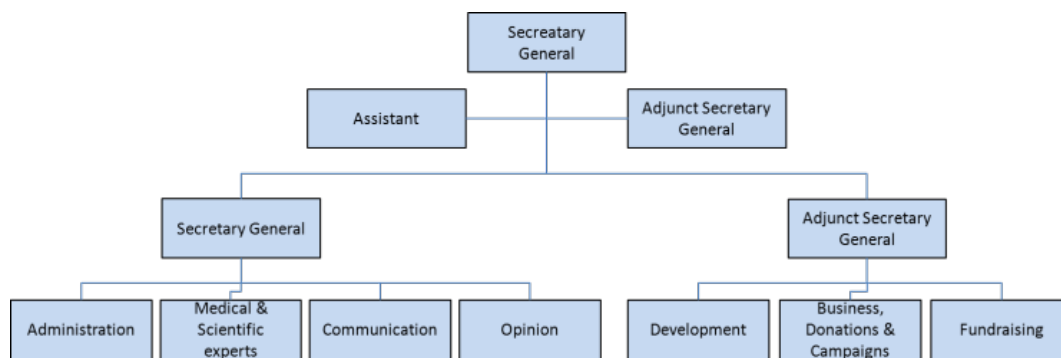 Secreatary
General
Assistant
Adjunct Secretary
General
Secretary General
Adjunct Secretary
General
Administration
Medical &
Scientific
experts
Communication
Opinion
Development
Business,
Donations &
Campaigns
Fundraising